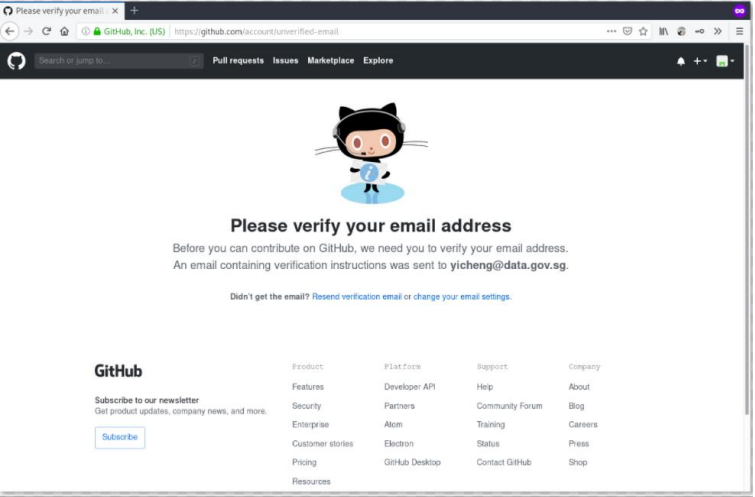 Please verify your email a
GitHub, Inc. (US) https://github.com/account/unverified-email
Search or jump to... / Pull requests Issues Marketplace Explore
i
Please verify your email address
Before you can contribute on GitHub, we need you to verify your email address.
An email containing verification instructions was sent to yicheng@data.gov.sg.
Didn't get the email? Resend verification email or change your email settings.
GitHub
Subscribe to our newsletter
Get product updates, company news, and more.
Subscribe
Product
Features
Security
Enterprise
Customer stories
Pricing
Resources
Platform
Developer API
Partners
Atom
Electron
GitHub Desktop
Support
Help
Community Forum
Training
Status
Contact GitHub
Company
About
Blog
Careers
Press
Shop